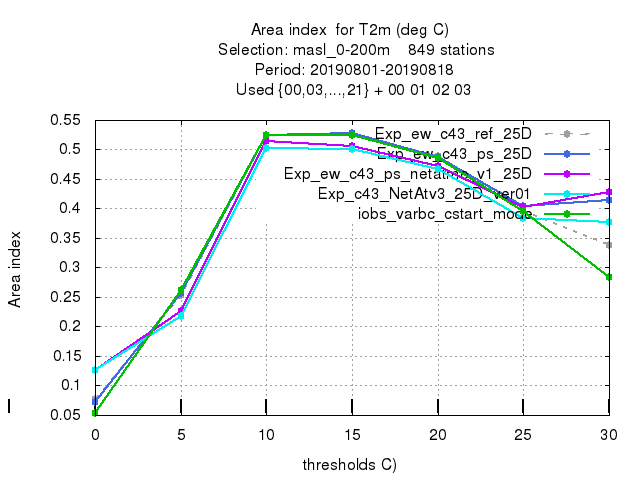 Area index  for T2m (deg C)
Selection: masl_0-200m    849 stations
Period: 20190801-20190818
Used {00,03,...,21} + 00 01 02 03
Exp_ew_c43_ref_25D
Exp_ew_c43_ps_25D
Exp_ew_c43_ps_netatmo_v1_25D
Exp_c43_NetAtv3_25D_ver01
iobs_varbc_cstart_mode
Area index
0.55
0.5
0.45
0.4
0.35
0.3
0.25
0.2
0.15
0.1
0.05
0 5 10 15 20 25 30
thresholds C)